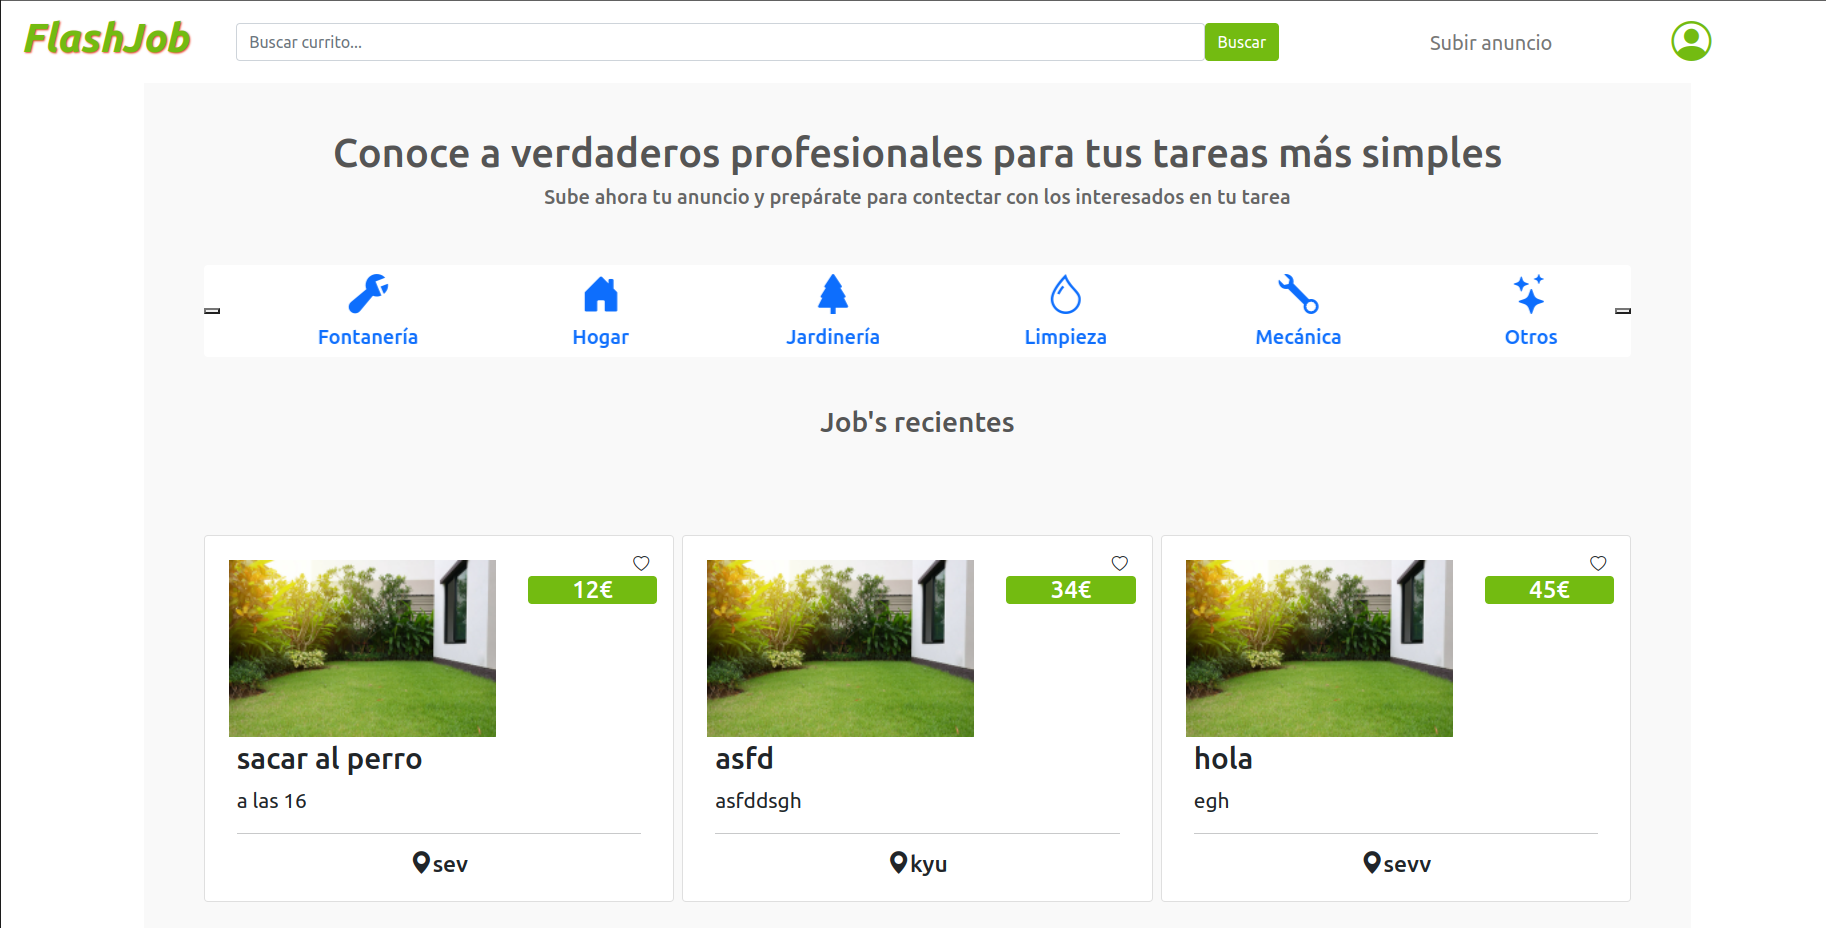 FlashJob
Buscar currito...
Buscar
Subir anuncio
Conoce a verdaderos profesionales para tus tareas más simples
Sube ahora tu anuncio y prepárate para contectar con los interesados en tu tarea
Fontanería
Hogar
Jardinería
Limpieza
Mecánica
Otros
Job's recientes
12€
sacar al perro
a las 16
sev
34€
asfd
asfddsgh
kyu
45€
hola
egh
sevv